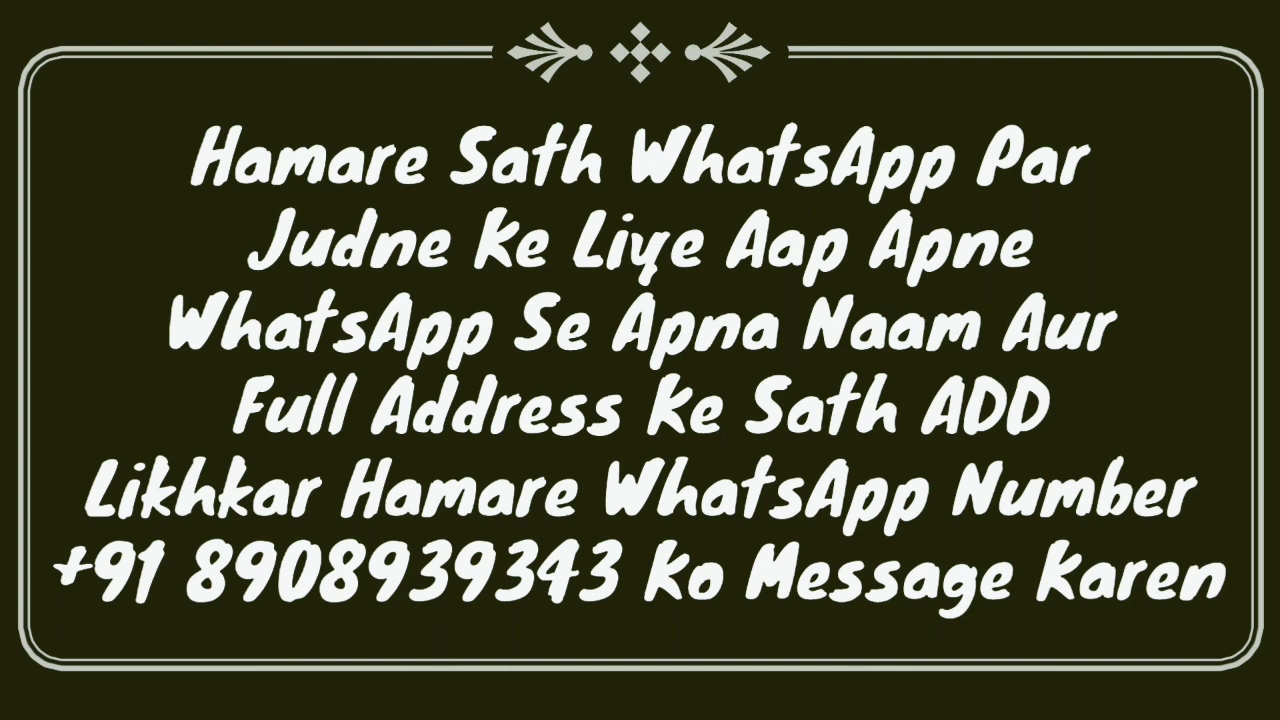 Hamare Sath WhatsApp Par
Judne Ke Liye Aap Apne
WhatsApp Se Apna Naam Aur
Full Address Ke Sath ADD
Likhkar Hamare WhatsApp Number
+91 8908939343 Ko Message Karen